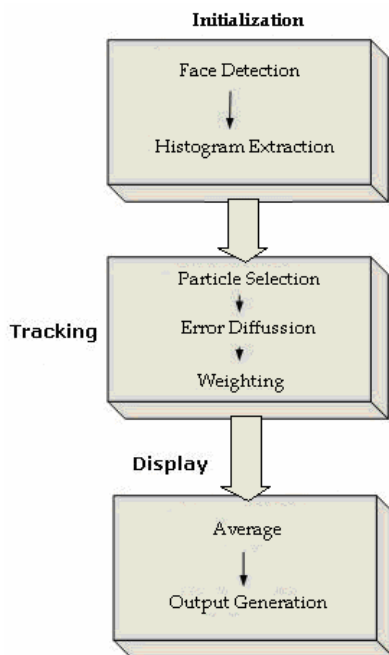 Initialization
Face Detection
Histogram Extraction
Particle Selection
Tracking
Error Diffussion
Weighting
Display
Average
Output Generation